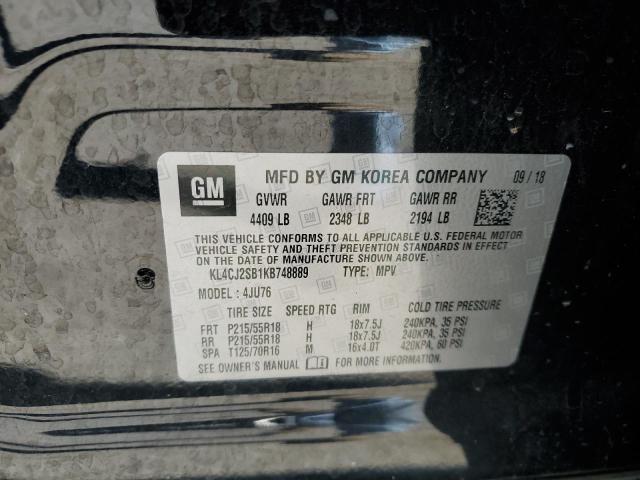 GM MFD BY GM KOREA COMPANY 09 / 18
GVWR GAWR FRT GAWR RR
4409 LB 2348 LB 2194 LB
THIS VEHICLE CONFORMS TO ALL APPLICABLE U.S. FEDERAL MOTOR
VEHICLE SAFETY AND THEFT PREVENTION STANDARDS IN EFFECT
ON THE DATE OF MANUFACTURE SHOWN ABOVE.
KL4CJ2SB1KB748889 TYPE: MPV
MODEL : 4JU76
TIRE SIZE SPEED RTG RIM COLD TIRE PRESSURE
FRT P215/55R18 H 18x7.5J 240KPA, 35 PSI
RR P215/55R18 H 18x7.5J 240KPA, 35 PSI
SPA T125/70R16 M 16x4.0T 420KPA, 60 PSI
SEE OWNER'S MANUAL FOR MORE INFORMATION